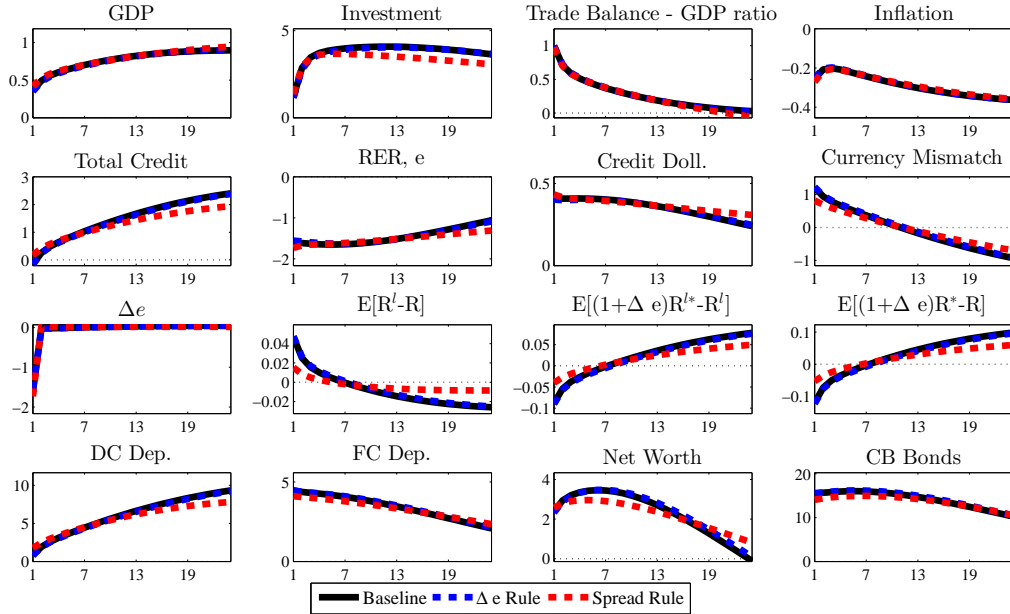 GDP
Investment
Trade Balance - GDP ratio
Inflation
1
0.5
0
1 7 13 19
5
0
1 7 13 19
1
0.5
0
1 7 13 19
0
−0.2
−0.4
1 7 13 19
Total Credit
RER, e
Credit Doll.
Currency Mismatch
3
2
1
0
1 7 13 19
0
−1
−2
1 7 13 19
0.5
0
1 7 13 19
1
0
−1
1 7 13 19
Δe
E[R^l-R]
E[(1+Δ e)R^l*-R^l]
E[(1+Δ e)R*-R]
0
−1
−2
1 7 13 19
0.04
0.02
0
−0.02
1 7 13 19
0.05
0
−0.05
−0.1
1 7 13 19
0.1
0
−0.1
1 7 13 19
DC Dep.
FC Dep.
Net Worth
CB Bonds
10
5
0
1 7 13 19
5
0
1 7 13 19
4
2
0
1 7 13 19
20
10
0
1 7 13 19
Baseline Δ e Rule Spread Rule